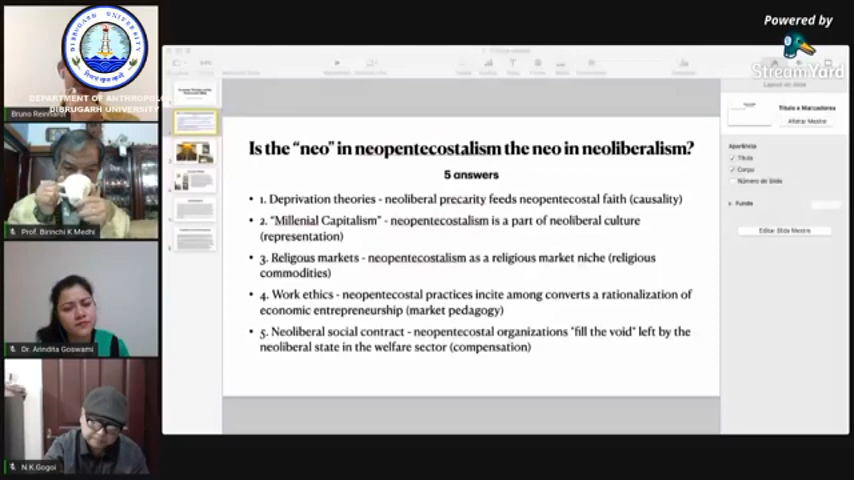 Powered by
StreamYard
DIBRUGARH UNIVERSITY
DEPARTMENT OF ANTHROPOL
DIBRUGARH UNIVERSITY
Bruno Reinhardt
Prof. Birinchi K Medhi
Dr. Arindita Goswami
N.K.Gogoi
Is the “neo” in neopentecostalism the neo in neoliberalism?
5 answers
• 1. Deprivation theories - neoliberal precarity feeds neopentecostal faith (causality)
• 2. “Millenial Capitalism” - neopentecostalism is a part of neoliberal culture
(representation)
• 3. Religous markets - neopentecostalism as a religious market niche (religious
commodities)
• 4. Work ethics - neopentecostal practices incite among converts a rationalization of
economic entrepreneurship (market pedagogy)
• 5. Neoliberal social contract - neopentecostal organizations "fill the void" left by the
neoliberal state in the welfare sector (compensation)
Título e Marcadores
Alterar Mestre
Aparência
Título
Corpo
Número do Slide
Fundo
Editar Slide Mestre